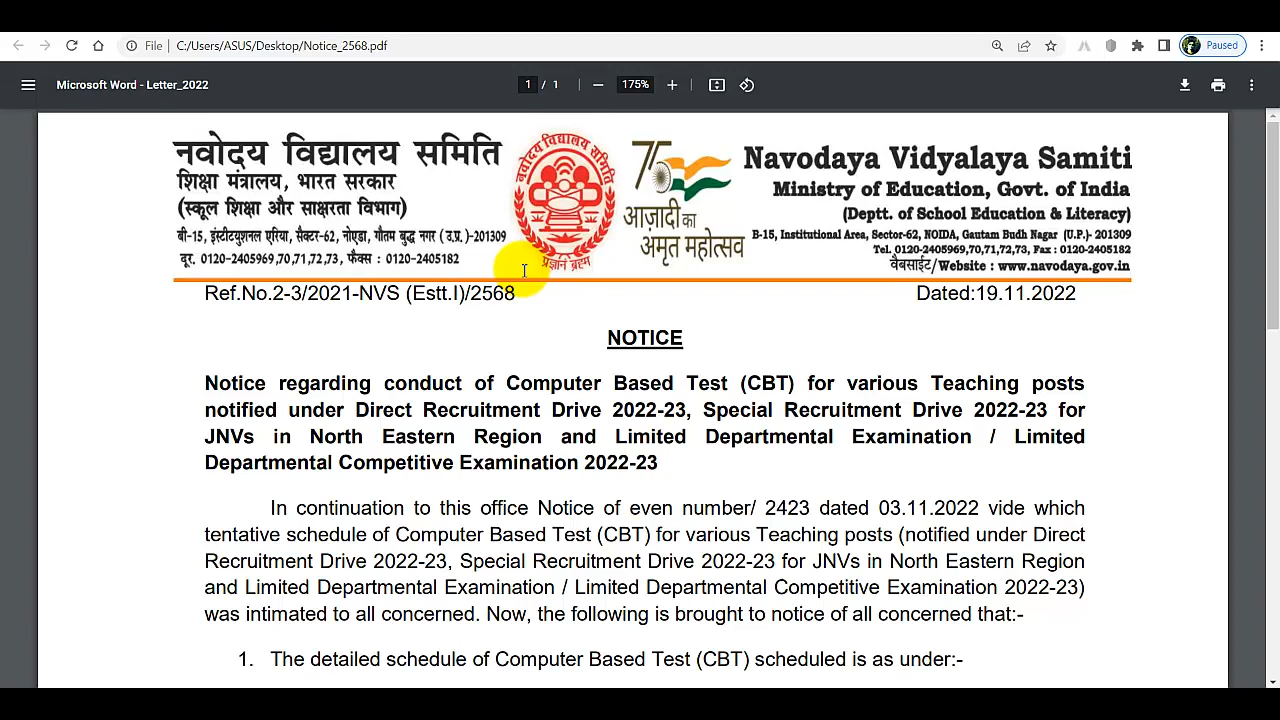 File C:/Users/ASUS/Desktop/Notice_2568.pdf Paused
Microsoft Word - Letter_2022 1 / 1 175%
नवोदय विद्यालय समिति
शिक्षा मंत्रालय, भारत सरकार
(स्कूल शिक्षा और साक्षरता विभाग)
बी-15, इंस्टीटयुशनल एरिया, सैक्टर-62, नोएडा, गौतम बुद्ध नगर (उ.प्र.)-201309
दूर. 0120-2405969,70,71,72,73, फैक्स : 0120-2405182
नवोदय विद्यालय समिति
प्रज्ञानं ब्रह्म
75
आज़ादी का
अमृत महोत्सव
Navodaya Vidyalaya Samiti
Ministry of Education, Govt. of India
(Deptt. of School Education & Literacy)
B-15, Institutional Area, Sector-62, NOIDA, Gautam Budh Nagar (U.P.)- 201309
Tel. 0120-2405969,70,71,72,73, Fax : 0120-2405182
वेबसाईट/Website : www.navodaya.gov.in
Ref.No.2-3/2021-NVS (Estt.I)/2568 Dated:19.11.2022
NOTICE
Notice regarding conduct of Computer Based Test (CBT) for various Teaching posts
notified under Direct Recruitment Drive 2022-23, Special Recruitment Drive 2022-23 for
JNVs in North Eastern Region and Limited Departmental Examination / Limited
Departmental Competitive Examination 2022-23
In continuation to this office Notice of even number/ 2423 dated 03.11.2022 vide which
tentative schedule of Computer Based Test (CBT) for various Teaching posts (notified under Direct
Recruitment Drive 2022-23, Special Recruitment Drive 2022-23 for JNVs in North Eastern Region
and Limited Departmental Examination / Limited Departmental Competitive Examination 2022-23)
was intimated to all concerned. Now, the following is brought to notice of all concerned that:-
1. The detailed schedule of Computer Based Test (CBT) scheduled is as under:-